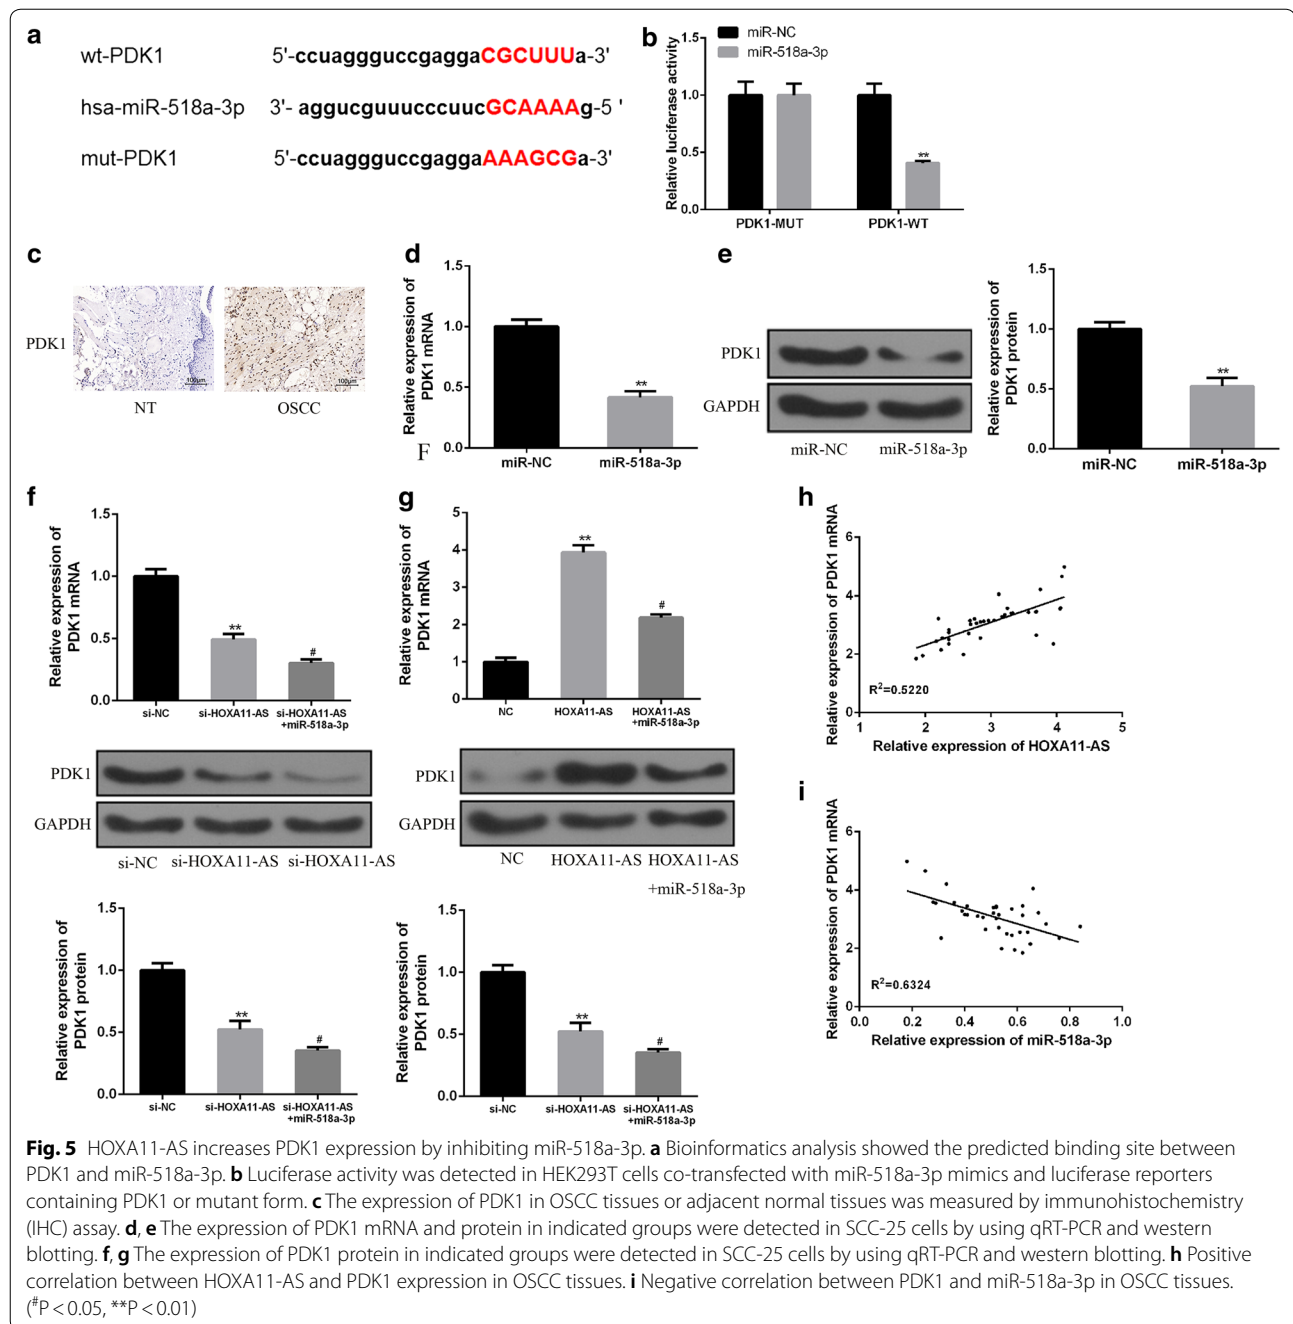 a
wt-PDK1 5'-ccuagggguccgaggaCGCUUUa-3'
hsa-miR-518a-3p 3'- aggucguuucccuucGCAAAAg-5 '
mut-PDK1 5'-ccuagggguccgaggaAAAGCGa-3'
b
miR-NC
miR-518a-3p
Relative luciferase activity
1.5
1.0
0.5
0.0
**
PDK1-MUT PDK1-WT
c
PDK1
100μm 100μm
NT OSCC
d
Relative expression of
PDK1 mRNA
1.5
1.0
0.5
0.0
**
F
miR-NC miR-518a-3p
e
PDK1
GAPDH
miR-NC miR-518a-3p
Relative expression of
PDK1 protein
1.5
1.0
0.5
0.0
**
miR-NC miR-518a-3p
f
Relative expression of
PDK1 mRNA
1.5
1.0
0.5
0.0
**
#
si-NC si-HOXA11-AS si-HOXA11-AS
+miR-518a-3p
PDK1
GAPDH
si-NC si-HOXA11-AS si-HOXA11-AS
Relative expression of
PDK1 protein
1.5
1.0
0.5
0.0
**
#
si-NC si-HOXA11-AS si-HOXA11-AS
+miR-518a-3p
g
Relative expression of
PDK1 mRNA
5
4
3
2
1
0
**
#
NC HOXA11-AS HOXA11-AS
+miR-518a-3p
PDK1
GAPDH
NC HOXA11-AS HOXA11-AS
+miR-518a-3p
Relative expression of
PDK1 protein
1.5
1.0
0.5
0.0
**
#
si-NC si-HOXA11-AS si-HOXA11-AS
+miR-518a-3p
h
Relative expression of PDK1 mRNA
6
4
2
0
R²=0.5220
1 2 3 4 5
Relative expression of HOXA11-AS
i
Relative expression of PDK1 mRNA
6
4
2
0
R²=0.6324
0.0 0.2 0.4 0.6 0.8 1.0
Relative expression of miR-518a-3p
Fig. 5 HOXA11-AS increases PDK1 expression by inhibiting miR-518a-3p. a Bioinformatics analysis showed the predicted binding site between
PDK1 and miR-518a-3p. b Luciferase activity was detected in HEK293T cells co-transfected with miR-518a-3p mimics and luciferase reporters
containing PDK1 or mutant form. c The expression of PDK1 in OSCC tissues or adjacent normal tissues was measured by immunohistochemistry
(IHC) assay. d, e The expression of PDK1 mRNA and protein in indicated groups were detected in SCC-25 cells by using qRT-PCR and western
blotting. f, g The expression of PDK1 protein in indicated groups were detected in SCC-25 cells by using qRT-PCR and western blotting. h Positive
correlation between HOXA11-AS and PDK1 expression in OSCC tissues. i Negative correlation between PDK1 and miR-518a-3p in OSCC tissues.
(#P < 0.05, **P < 0.01)